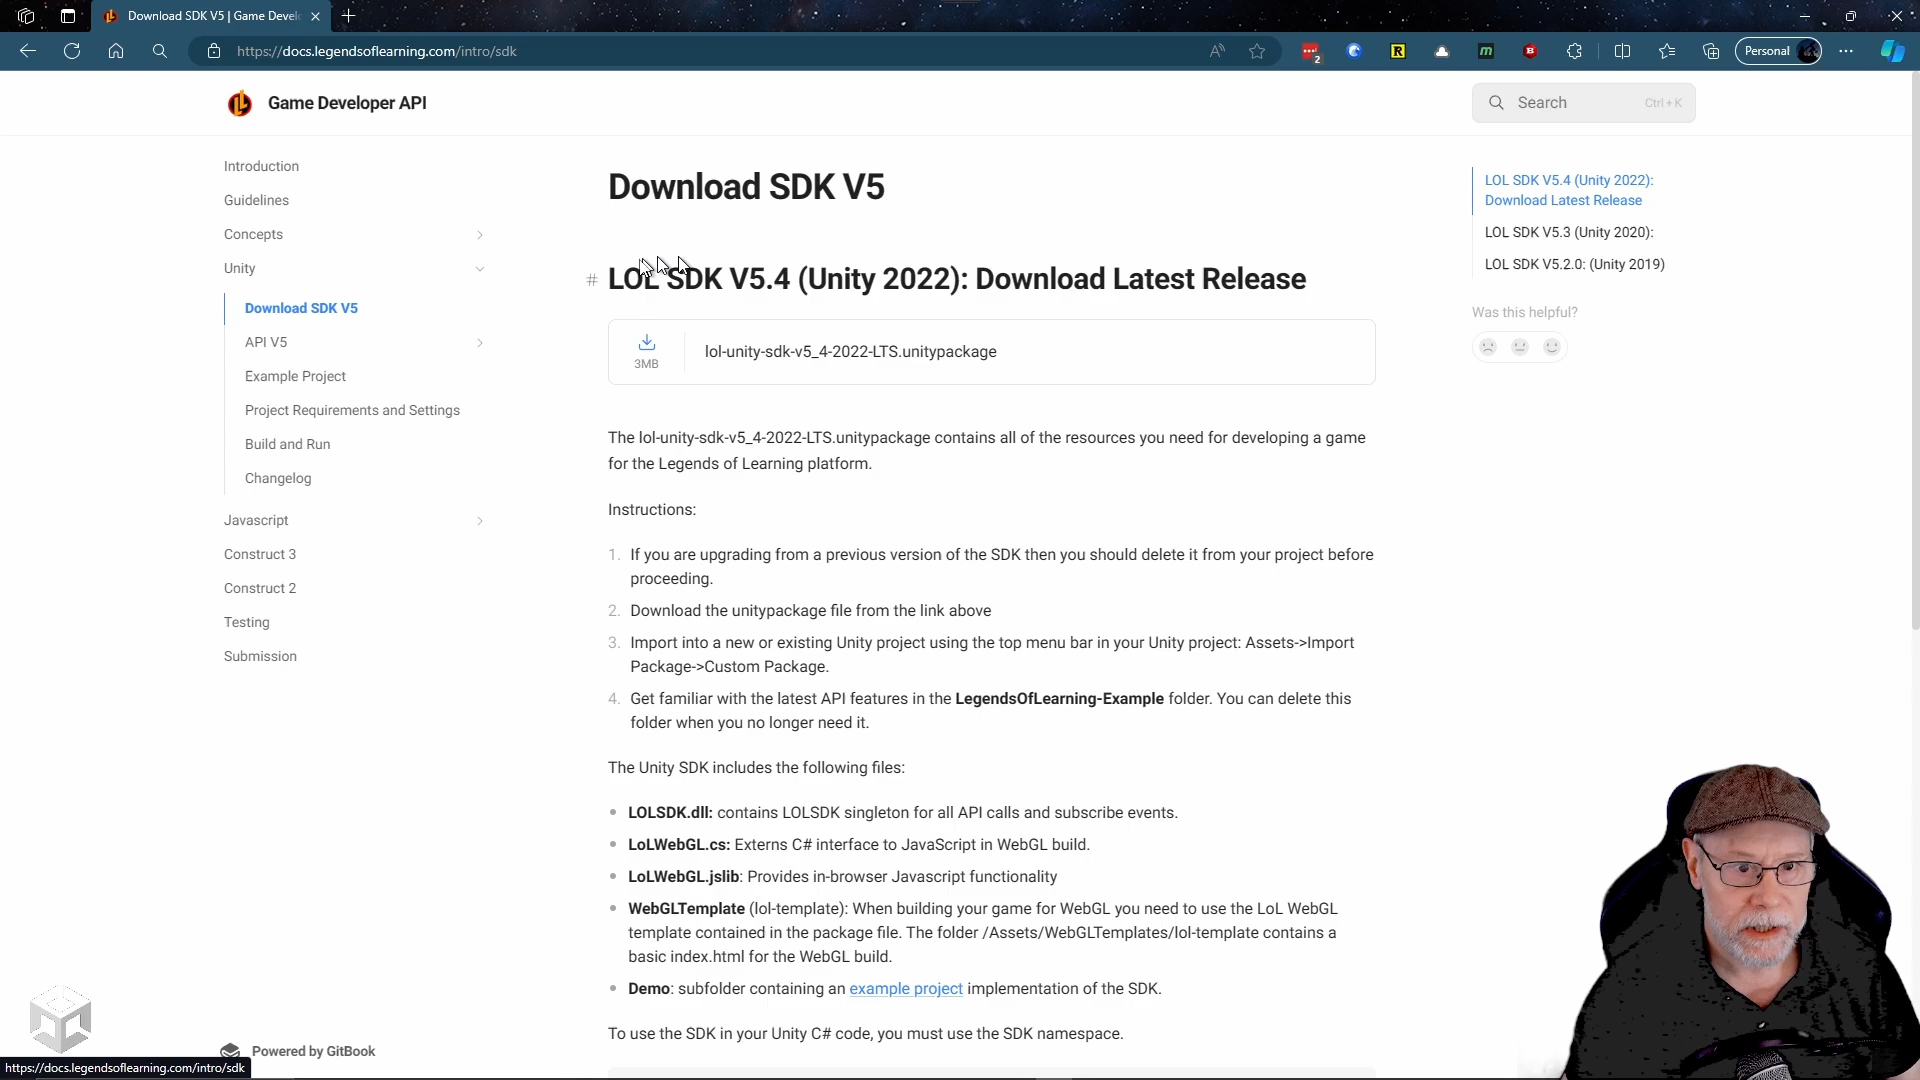 Download SDK V5 | Game Devel
https://docs.legendsoflearning.com/intro/sdk
2
Personal
Game Developer API
Search
Ctrl+K
Introduction
Guidelines
Concepts
Unity
Download SDK V5
API V5
Example Project
Project Requirements and Settings
Build and Run
Changelog
Javascript
Construct 3
Construct 2
Testing
Submission
Powered by GitBook
https://docs.legendsoflearning.com/intro/sdk
Download SDK V5
# LOL SDK V5.4 (Unity 2022): Download Latest Release
3MB
lol-unity-sdk-v5_4-2022-LTS.unitypackage
The lol-unity-sdk-v5_4-2022-LTS.unitypackage contains all of the resources you need for developing a game
for the Legends of Learning platform.
Instructions:
1. If you are upgrading from a previous version of the SDK then you should delete it from your project before
proceeding.
2. Download the unitypackage file from the link above
3. Import into a new or existing Unity project using the top menu bar in your Unity project: Assets->Import
Package->Custom Package.
4. Get familiar with the latest API features in the LegendsOfLearning-Example folder. You can delete this
folder when you no longer need it.
The Unity SDK includes the following files:
• LOLSDK.dll: contains LOLSDK singleton for all API calls and subscribe events.
• LoLWebGL.cs: Externs C# interface to JavaScript in WebGL build.
• LoLWebGL.jslib: Provides in-browser Javascript functionality
• WebGLTemplate (lol-template): When building your game for WebGL you need to use the LoL WebGL
template contained in the package file. The folder /Assets/WebGLTemplates/lol-template contains a
basic index.html for the WebGL build.
• Demo: subfolder containing an example project implementation of the SDK.
To use the SDK in your Unity C# code, you must use the SDK namespace.
LOL SDK V5.4 (Unity 2022):
Download Latest Release
LOL SDK V5.3 (Unity 2020):
LOL SDK V5.2.0: (Unity 2019)
Was this helpful?